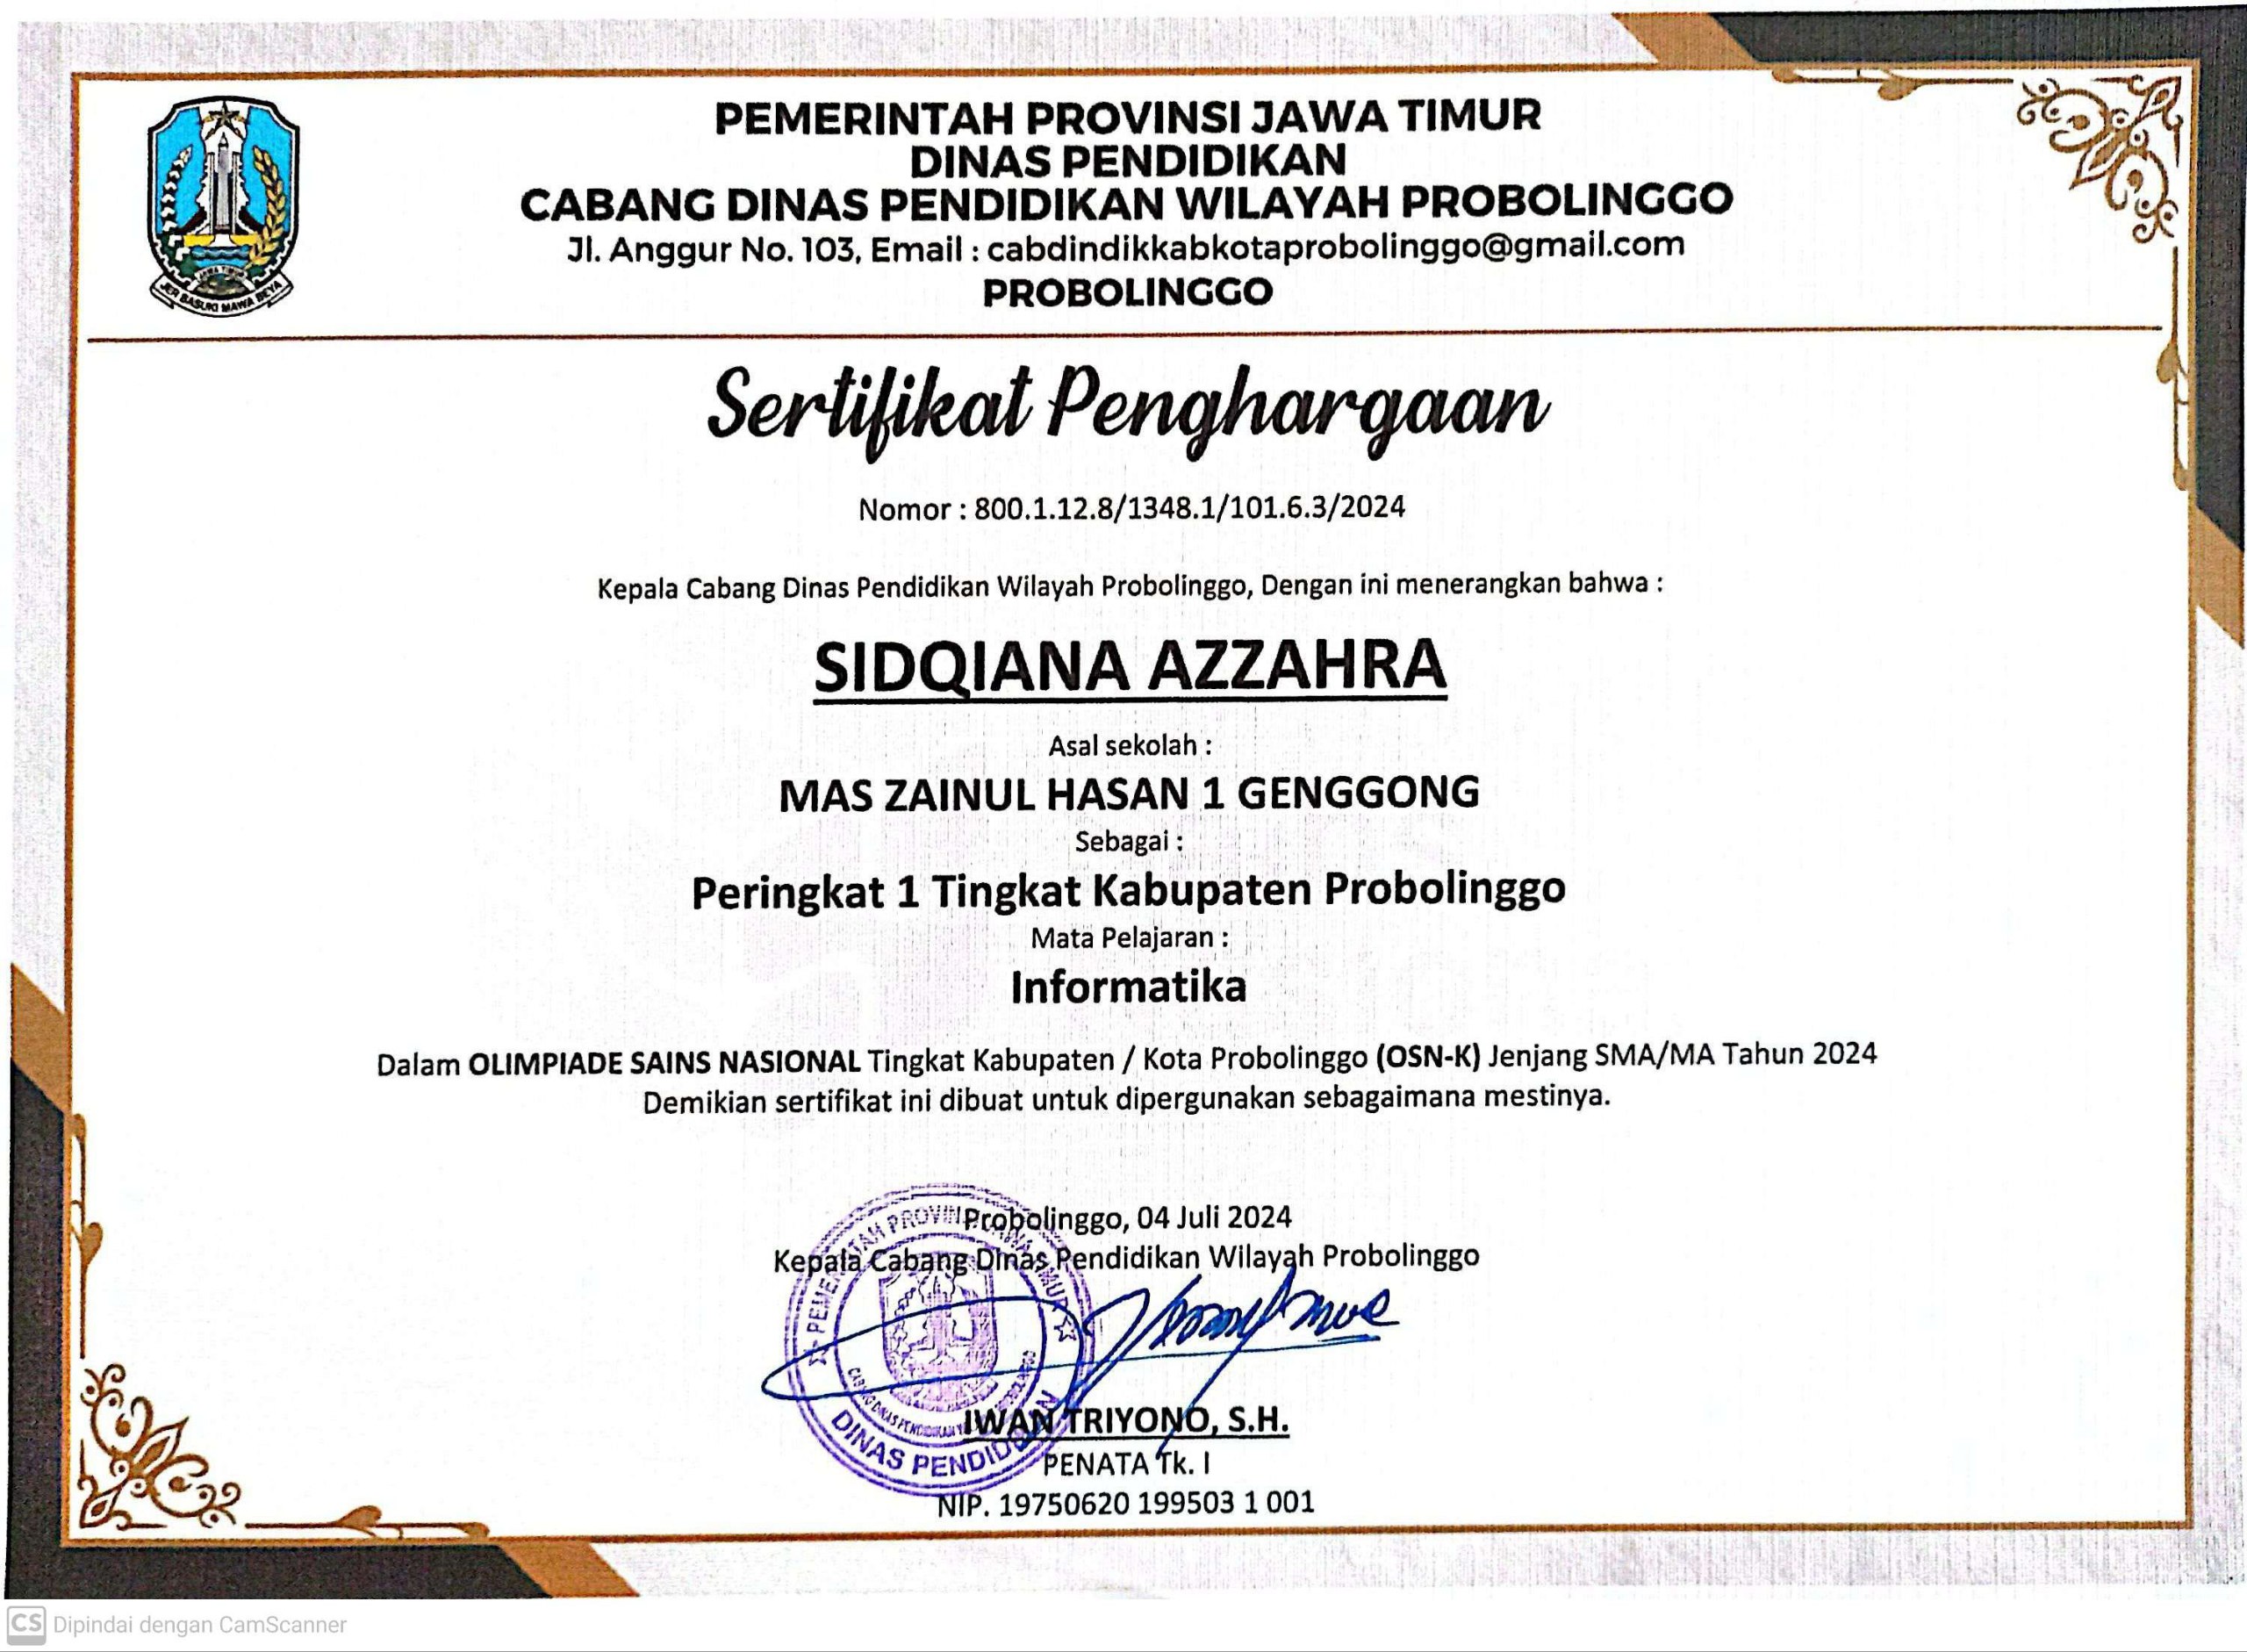 PEMERINTAH PROVINSI JAWA TIMUR
DINAS PENDIDIKAN
CABANG DINAS PENDIDIKAN WILAYAH PROBOLINGGO
Jl. Anggur No. 103, Email : cabdindikkabkotaprobolinggo@gmail.com
PROBOLINGGO
JAWA TIMUR
JER BASUKI MAWA BEYA
Sertifikat Penghargaan
Nomor : 800.1.12.8/1348.1/101.6.3/2024
Kepala Cabang Dinas Pendidikan Wilayah Probolinggo, Dengan ini menerangkan bahwa :
SIDQIANA AZZAHRA
Asal sekolah :
MAS ZAINUL HASAN 1 GENGGONG
Sebagai :
Peringkat 1 Tingkat Kabupaten Probolinggo
Mata Pelajaran :
Informatika
Dalam OLIMPIADE SAINS NASIONAL Tingkat Kabupaten / Kota Probolinggo (OSN-K) Jenjang SMA/MA Tahun 2024
Demikian sertifikat ini dibuat untuk dipergunakan sebagaimana mestinya.
Probolinggo, 04 Juli 2024
Kepala Cabang Dinas Pendidikan Wilayah Probolinggo
PEMERINTAH PROVINSI JAWA TIMUR
CABANG DINAS PENDIDIKAN
DINAS PENDIDIKAN
IWAN TRIYONO, S.H.
PENATA Tk. I
NIP. 19750620 199503 1 001
CS Dipindai dengan CamScanner